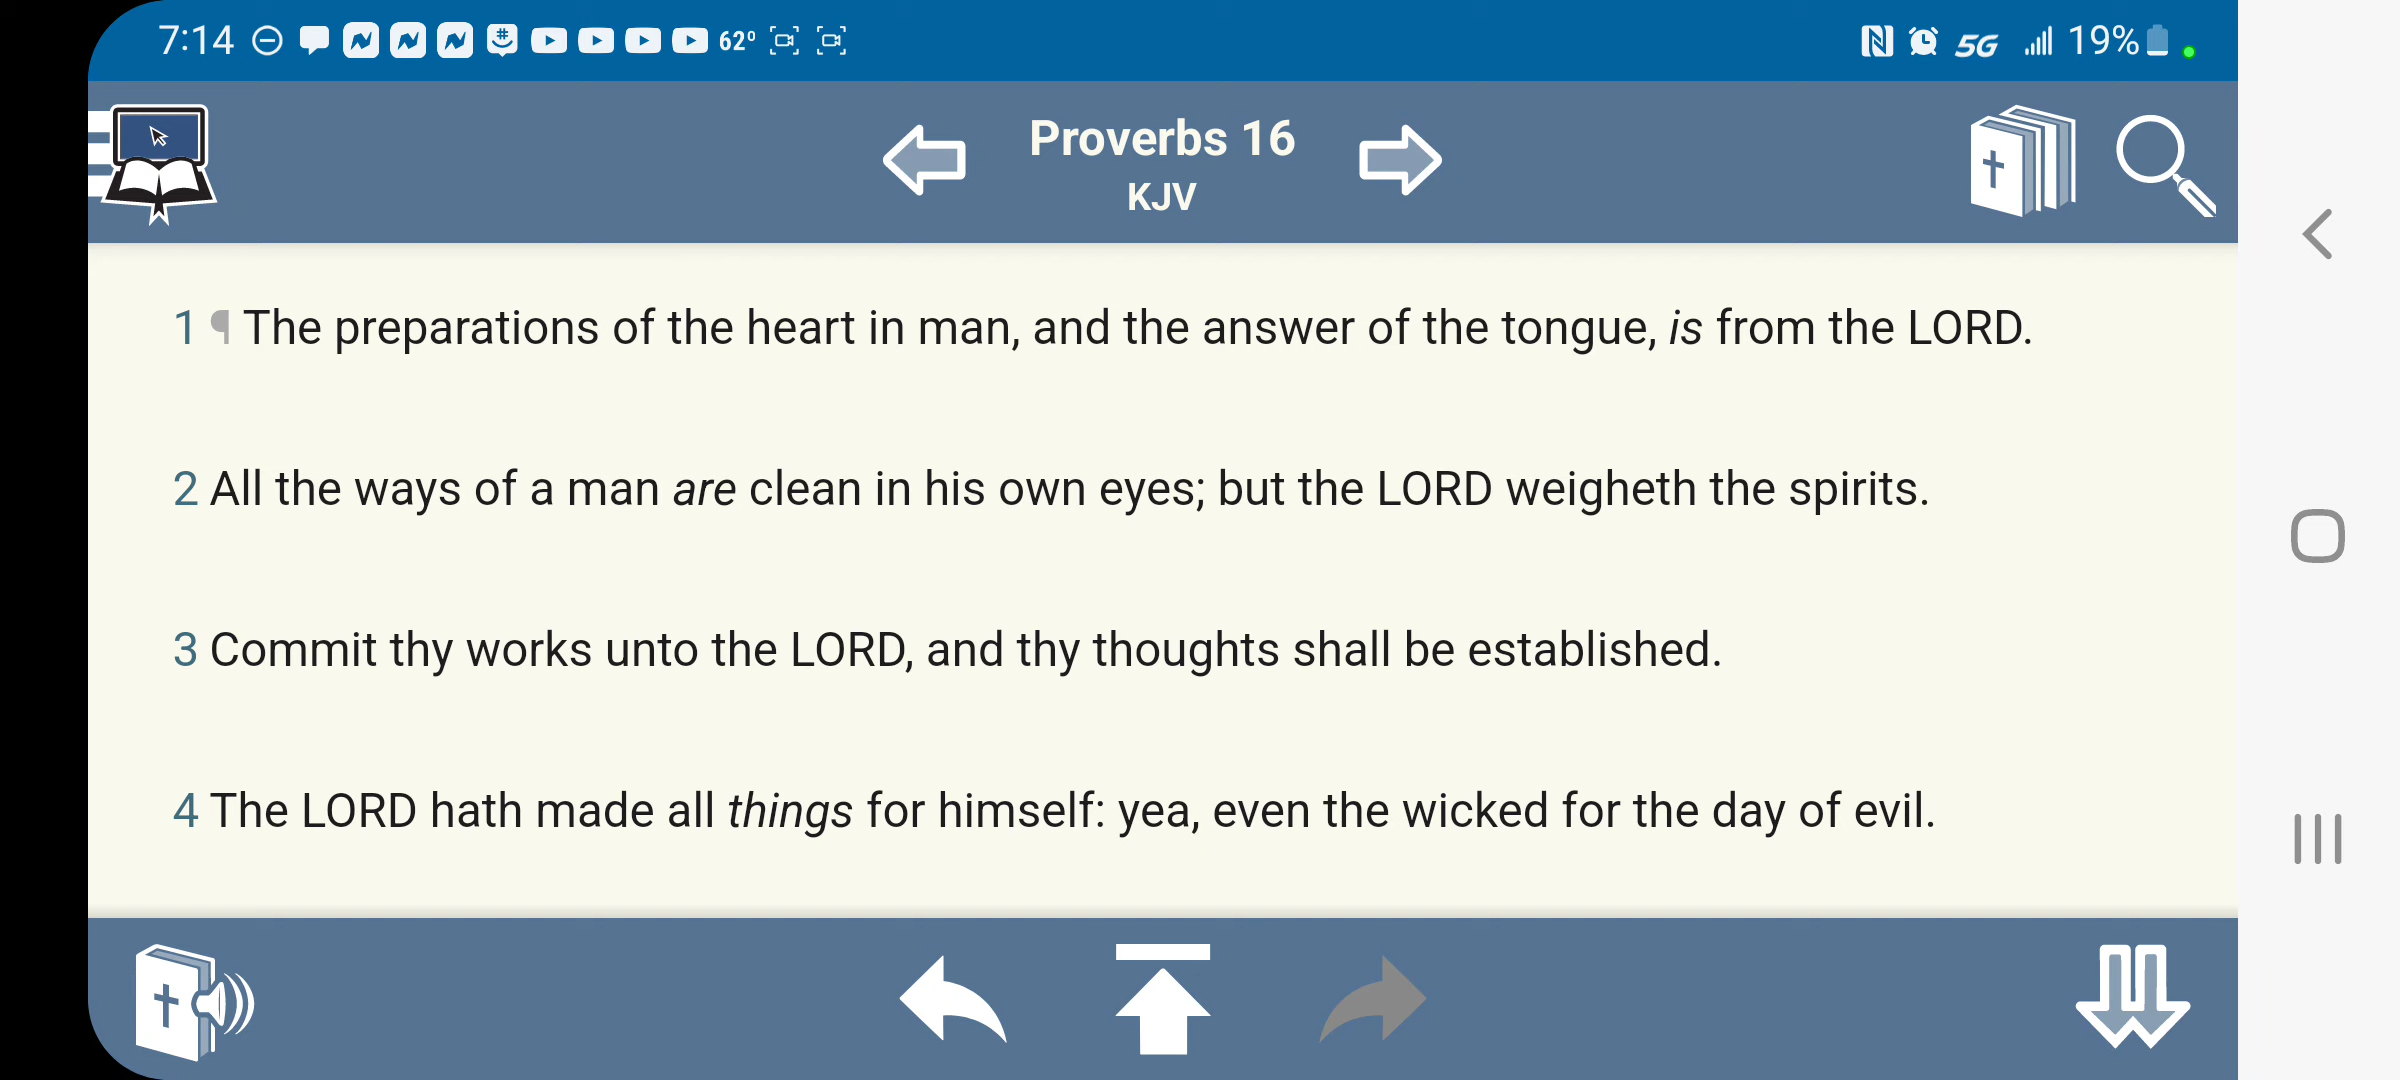 7:14 62° 5G 19%
Proverbs 16
KJV
1 ¶ The preparations of the heart in man, and the answer of the tongue, is from the LORD.
2 All the ways of a man are clean in his own eyes; but the LORD weigheth the spirits.
3 Commit thy works unto the LORD, and thy thoughts shall be established.
4 The LORD hath made all things for himself: yea, even the wicked for the day of evil.